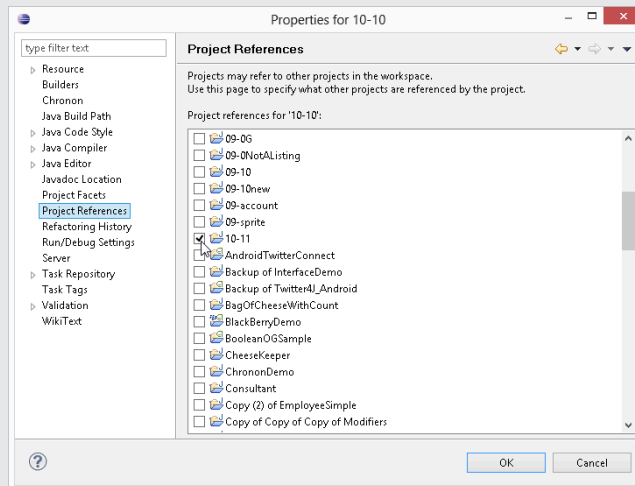 Properties for 10-10
type filter text
Resource
Builders
Chronon
Java Build Path
Java Code Style
Java Compiler
Java Editor
Javadoc Location
Project Facets
Project References
Refactoring History
Run/Debug Settings
Server
Task Repository
Task Tags
Validation
WikiText
Project References
Projects may refer to other projects in the workspace.
Use this page to specify what other projects are referenced by the project.
Project references for '10-10':
09-0G
09-0NotAListing
09-10
09-10new
09-account
09-sprite
10-11
AndroidTwitterConnect
Backup of InterfaceDemo
Backup of Twitter4J_Android
BagOfCheeseWithCount
BlackBerryDemo
BooleanOGSample
CheeseKeeper
ChrononDemo
Consultant
Copy (2) of EmployeeSimple
Copy of Copy of Copy of Modifiers
OK
Cancel